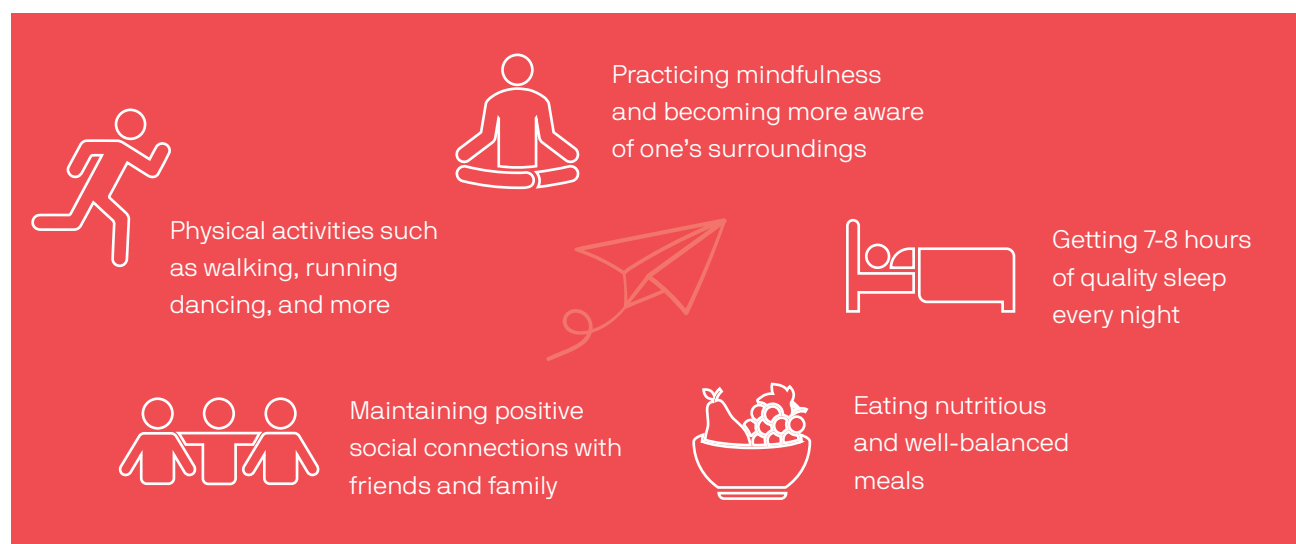 Practicing mindfulness
and becoming more aware
of one's surroundings
Physical activities such
as walking, running
dancing, and more
Getting 7-8 hours
of quality sleep
every night
Maintaining positive
social connections with
friends and family
Eating nutritious
and well-balanced
meals